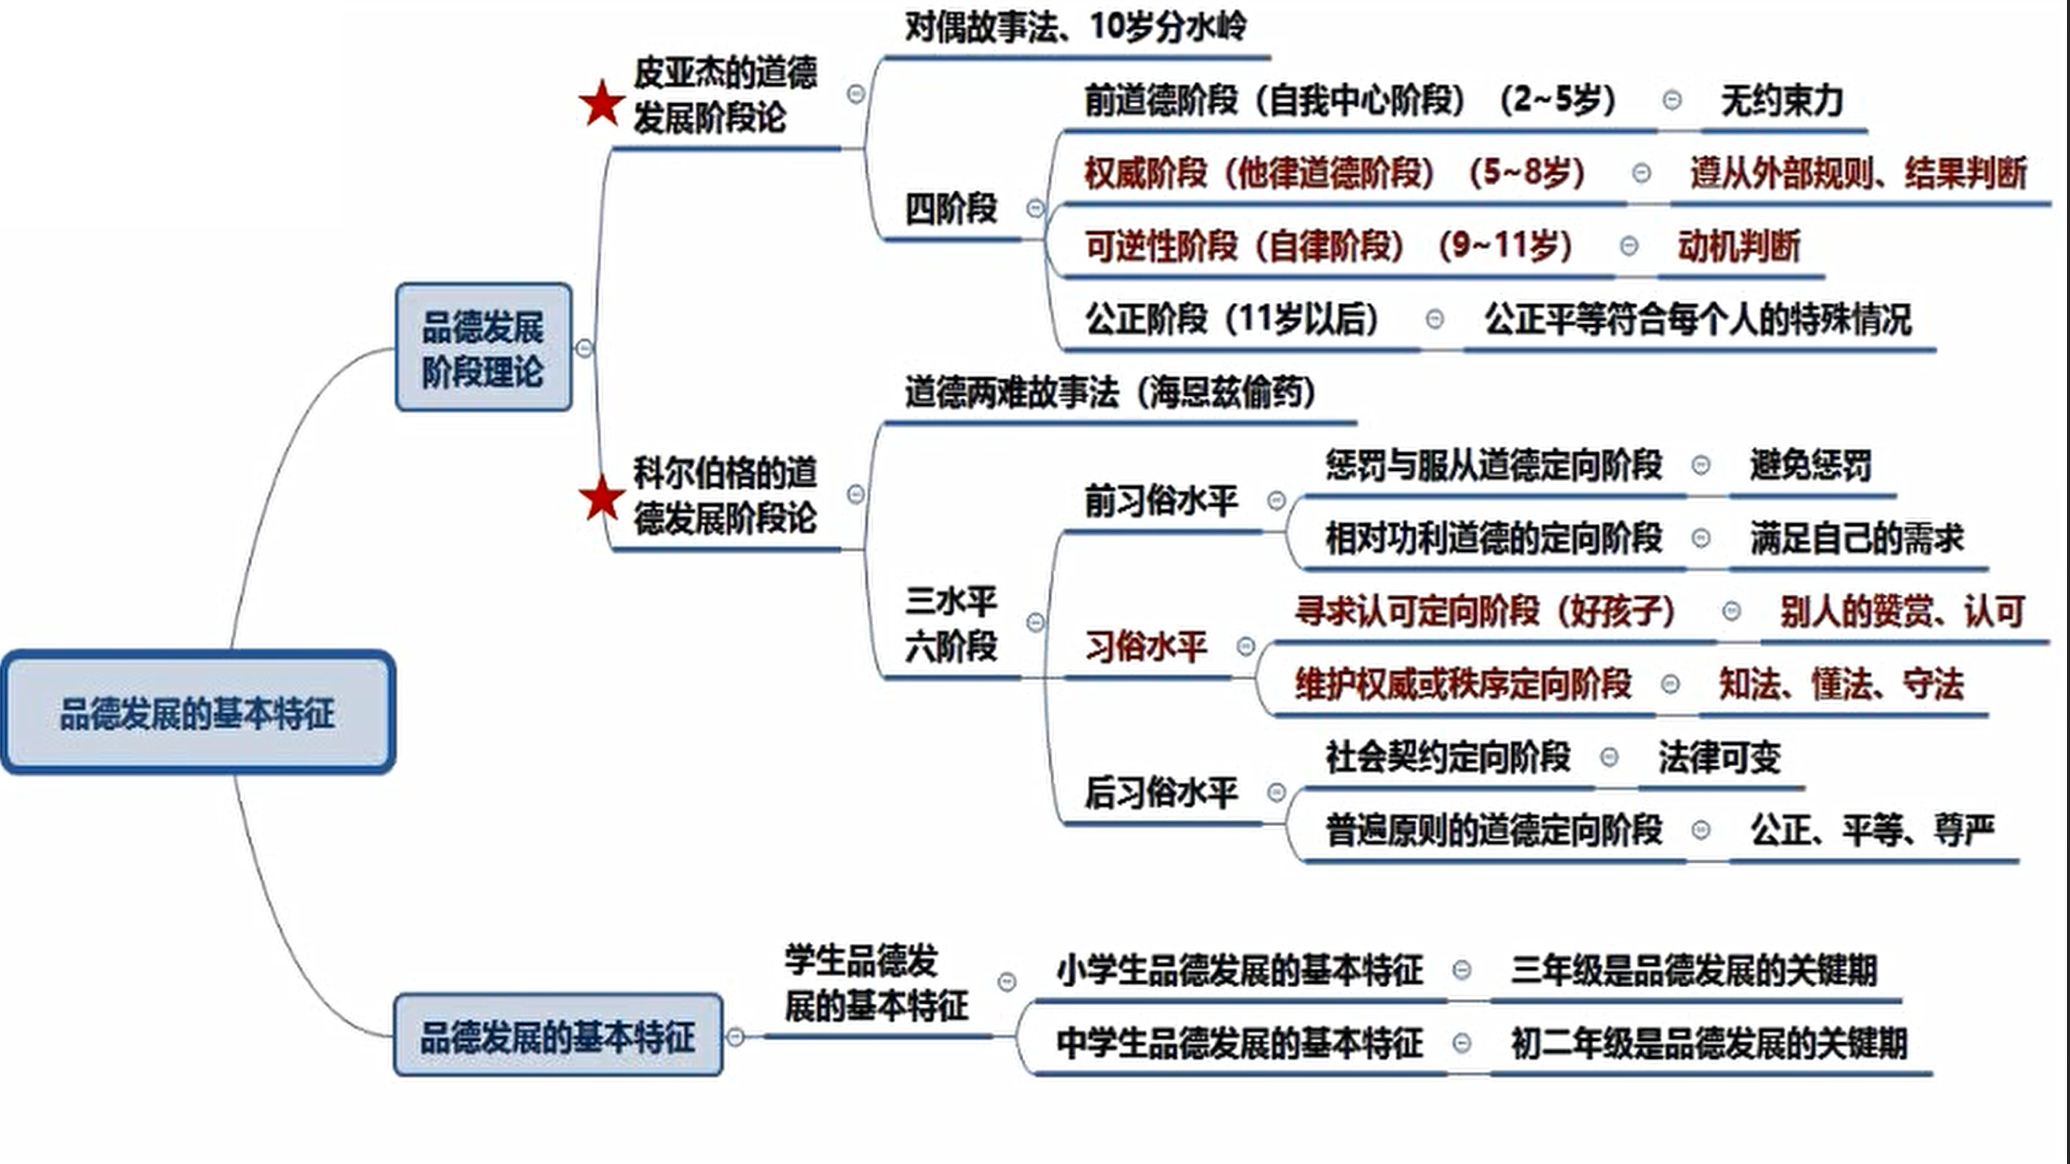 品德发展的基本特征
品德发展
阶段理论
皮亚杰的道德
发展阶段论
对偶故事法、10岁分水岭
四阶段
前道德阶段（自我中心阶段）（2~5岁）
无约束力
权威阶段（他律道德阶段）（5~8岁）
遵从外部规则、结果判断
可逆性阶段（自律阶段）（9~11岁）
动机判断
公正阶段（11岁以后）
公正平等符合每个人的特殊情况
科尔伯格的道
德发展阶段论
道德两难故事法（海恩兹偷药）
三水平
六阶段
前习俗水平
惩罚与服从道德定向阶段
避免惩罚
相对功利道德的定向阶段
满足自己的需求
习俗水平
寻求认可定向阶段（好孩子）
别人的赞赏、认可
维护权威或秩序定向阶段
知法、懂法、守法
后习俗水平
社会契约定向阶段
法律可变
普遍原则的道德定向阶段
公正、平等、尊严
品德发展的基本特征
学生品德发
展的基本特征
小学生品德发展的基本特征
三年级是品德发展的关键期
中学生品德发展的基本特征
初二年级是品德发展的关键期